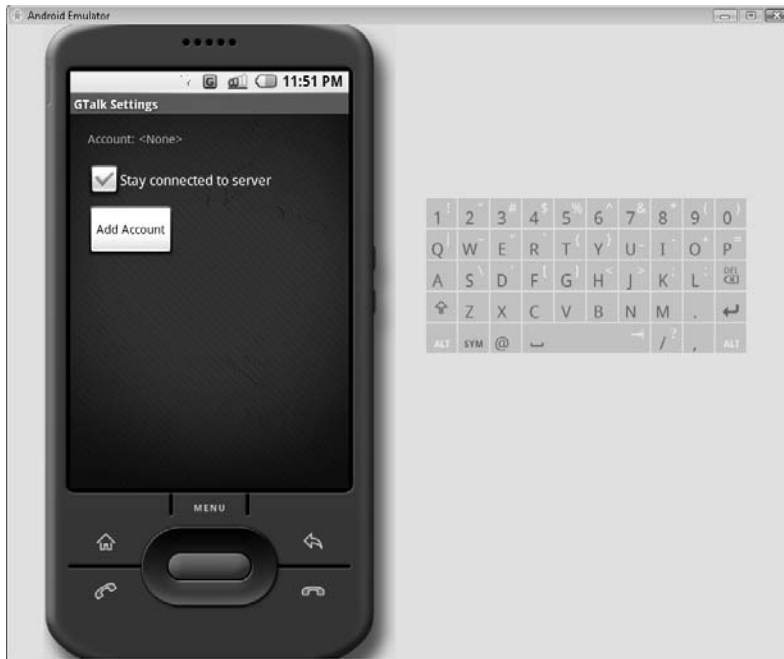 Android Emulator
11:51 PM
GTalk Settings
Account: <None>
Stay connected to server
Add Account
MENU
1 ! 2 3 # 4 $ 5 % 6 ^ 7 & 8 * 9 ( 0 )
Q | W E " R ` T { Y } U - I - O + P =
A S \ D ' F [ G ] H < J > K ; L : DEL
Z X C V B N M .
ALT SYM @ / ? , ALT